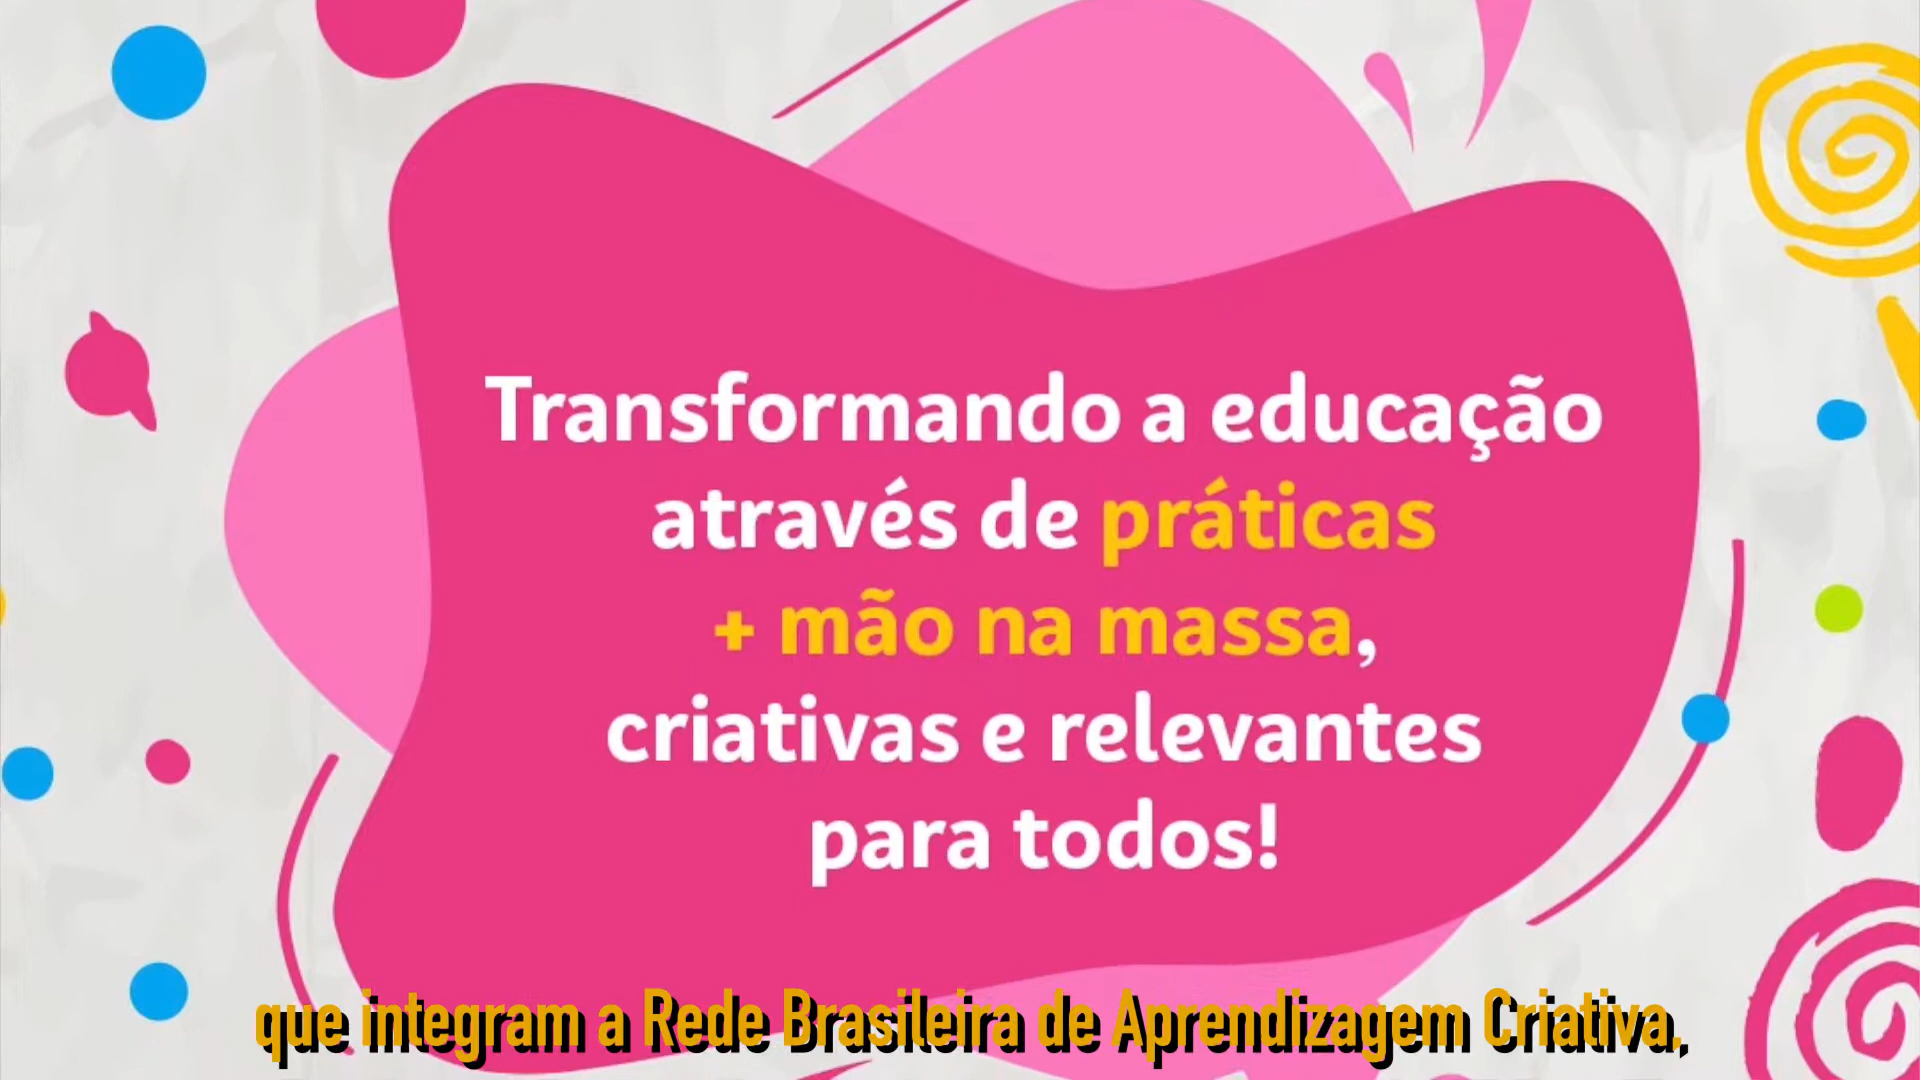 Transformando a educação
através de práticas
+ mão na massa,
criativas e relevantes
para todos!
que integram a Rede Brasileira de Aprendizagem Criativa,